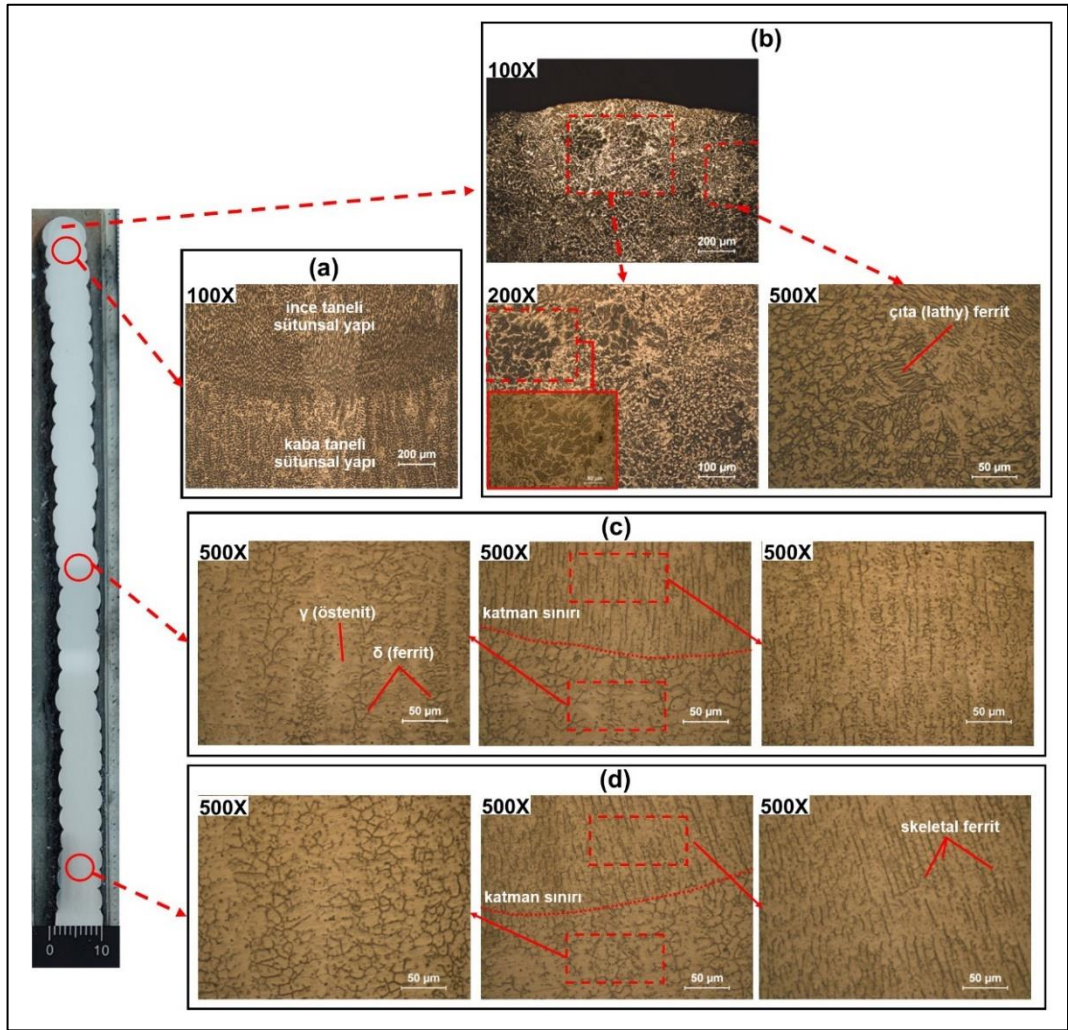 (b)
100X
200 µm
(a)
100X
ince taneli
sütunsal yapı
kaba taneli
sütunsal yapı
200 µm
200X
100 µm
500X
çıta (lathy) ferrit
50 µm
(c)
500X
γ (östenit)
δ (ferrit)
50 µm
500X
katman sınırı
50 µm
500X
50 µm
(d)
500X
50 µm
500X
katman sınırı
50 µm
500X
skeletal ferrit
50 µm
0 10